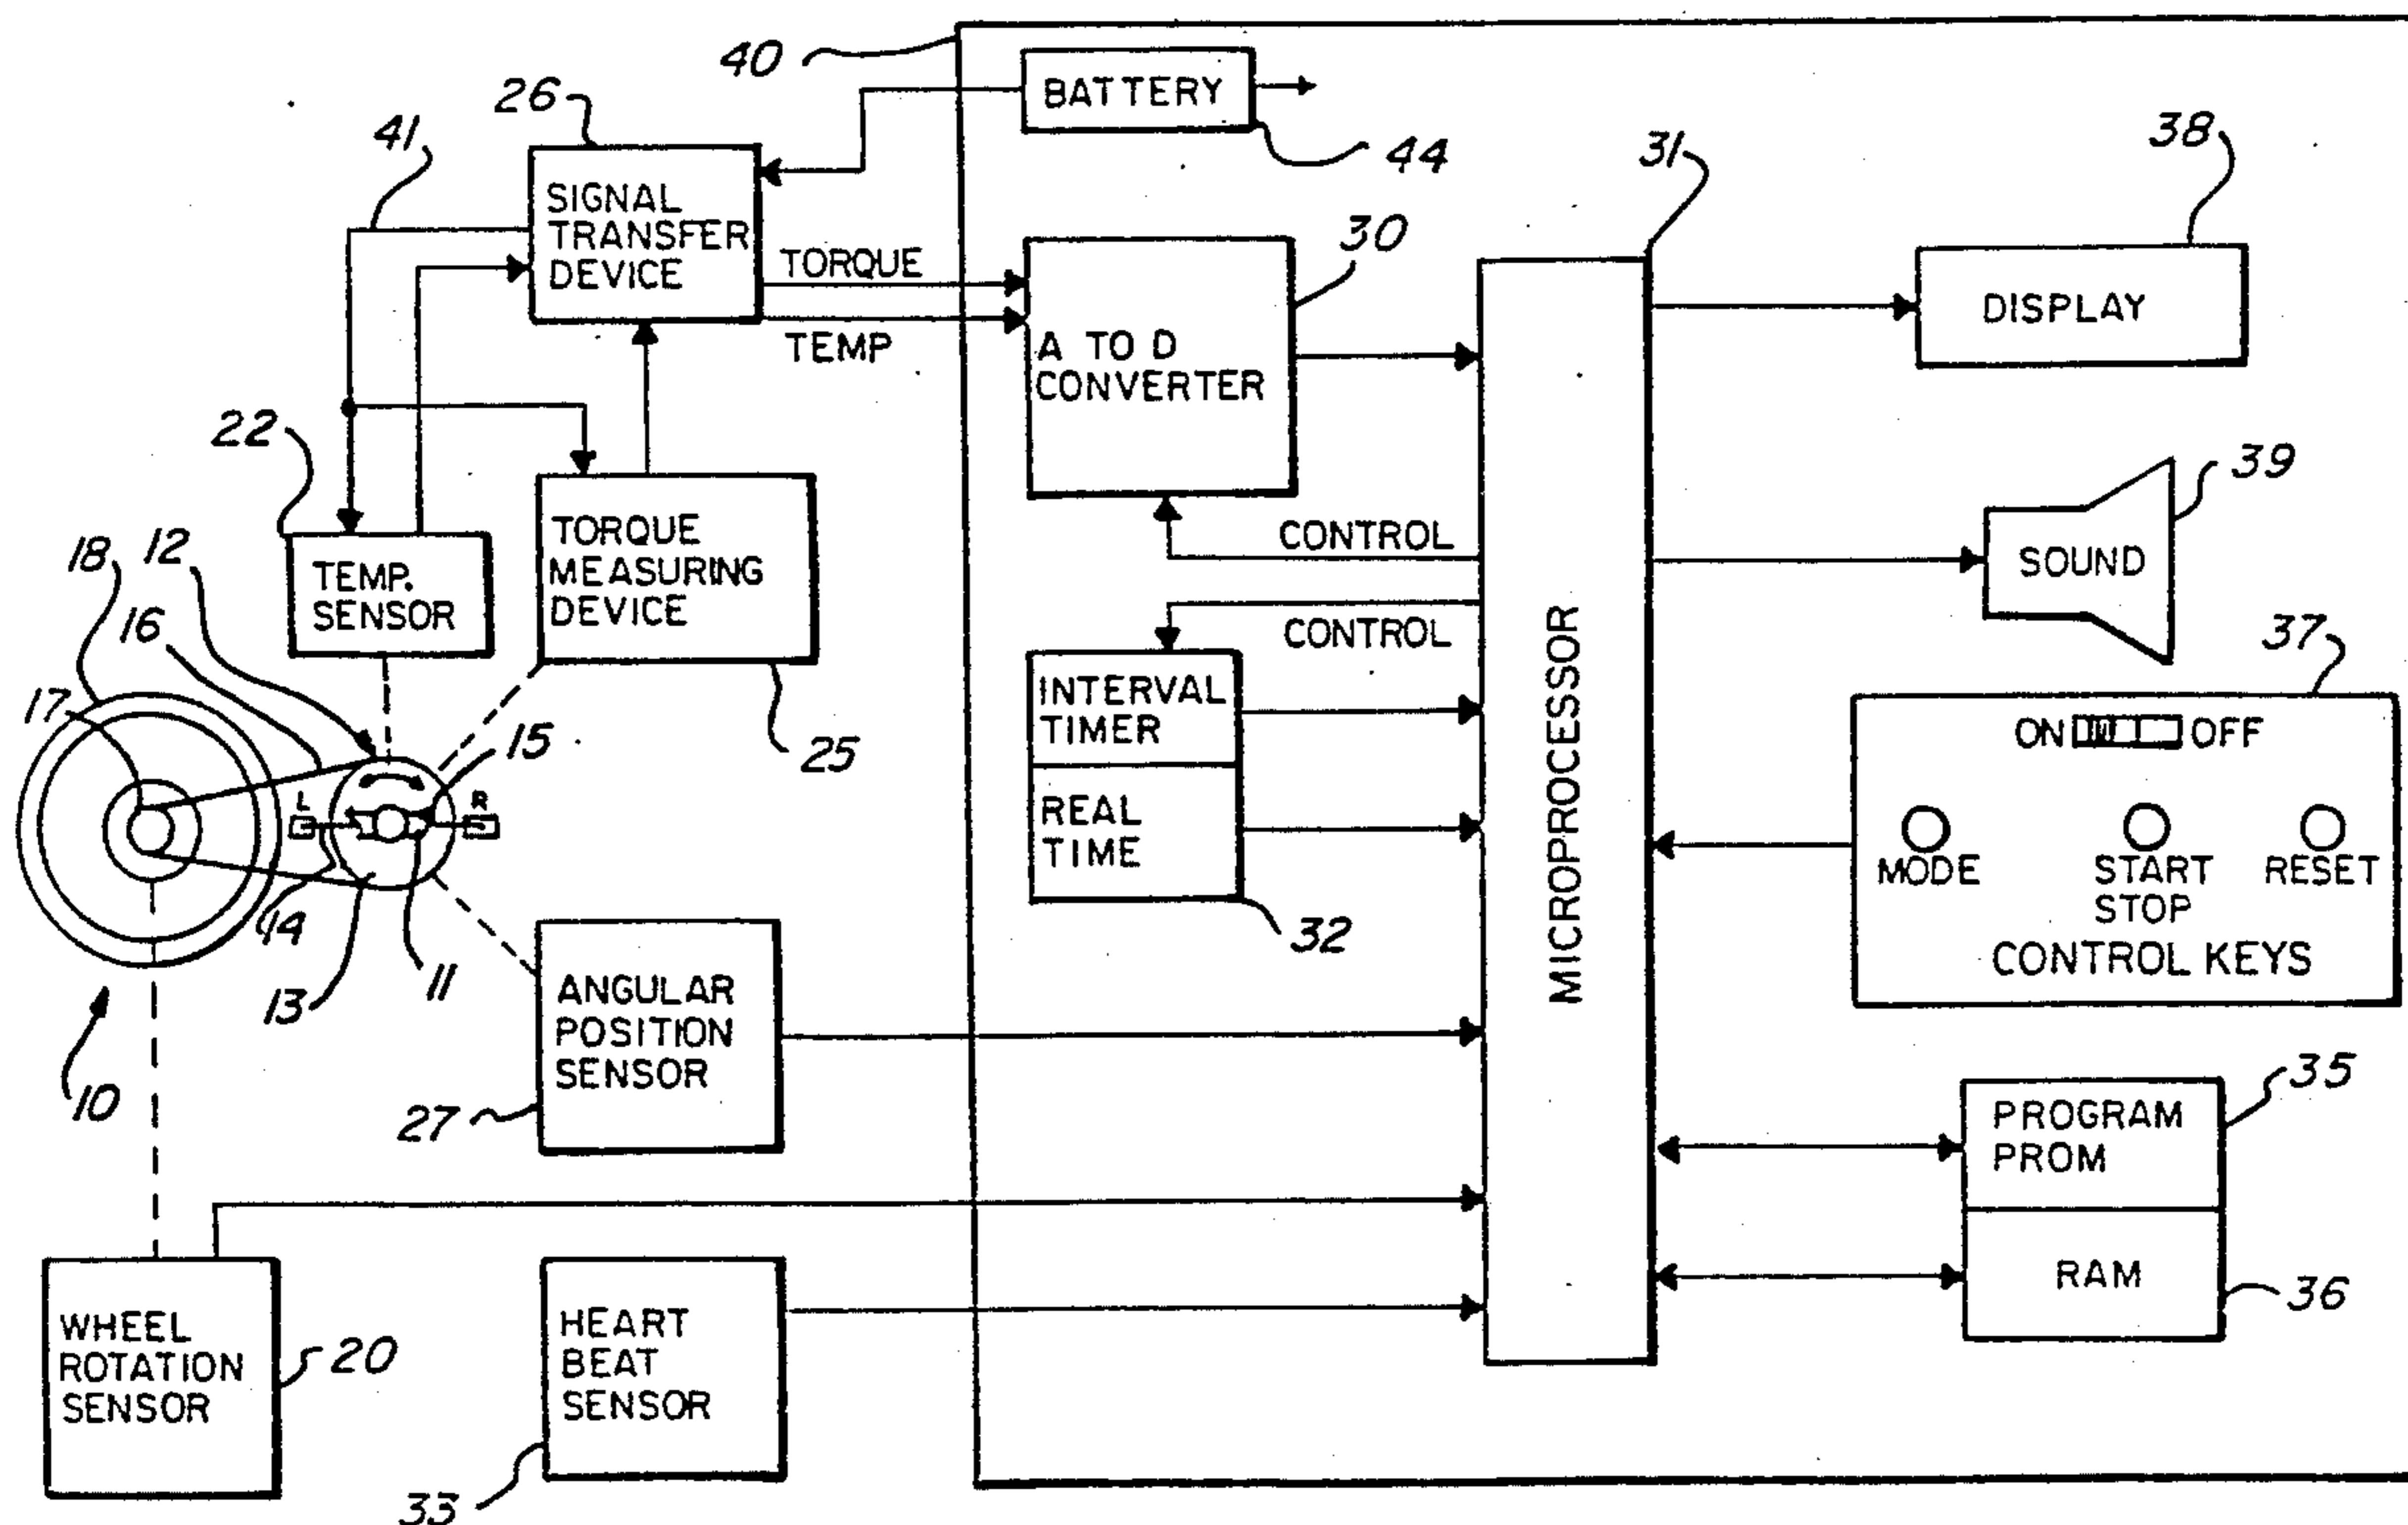 40
BATTERY
44
26
41
SIGNAL
TRANSFER
DEVICE
TORQUE
TEMP
30
A TO D
CONVERTER
31
38
DISPLAY
22
TEMP.
SENSOR
TORQUE
MEASURING
DEVICE
25
CONTROL
CONTROL
39
SOUND
18
12
16
17
15
L
R
14
13
11
10
INTERVAL
TIMER
REAL
TIME
32
MICROPROCESSOR
37
ON
OFF
MODE
START
STOP
RESET
CONTROL KEYS
ANGULAR
POSITION
SENSOR
27
35
PROGRAM
PROM
RAM
36
WHEEL
ROTATION
SENSOR
20
HEART
BEAT
SENSOR
33